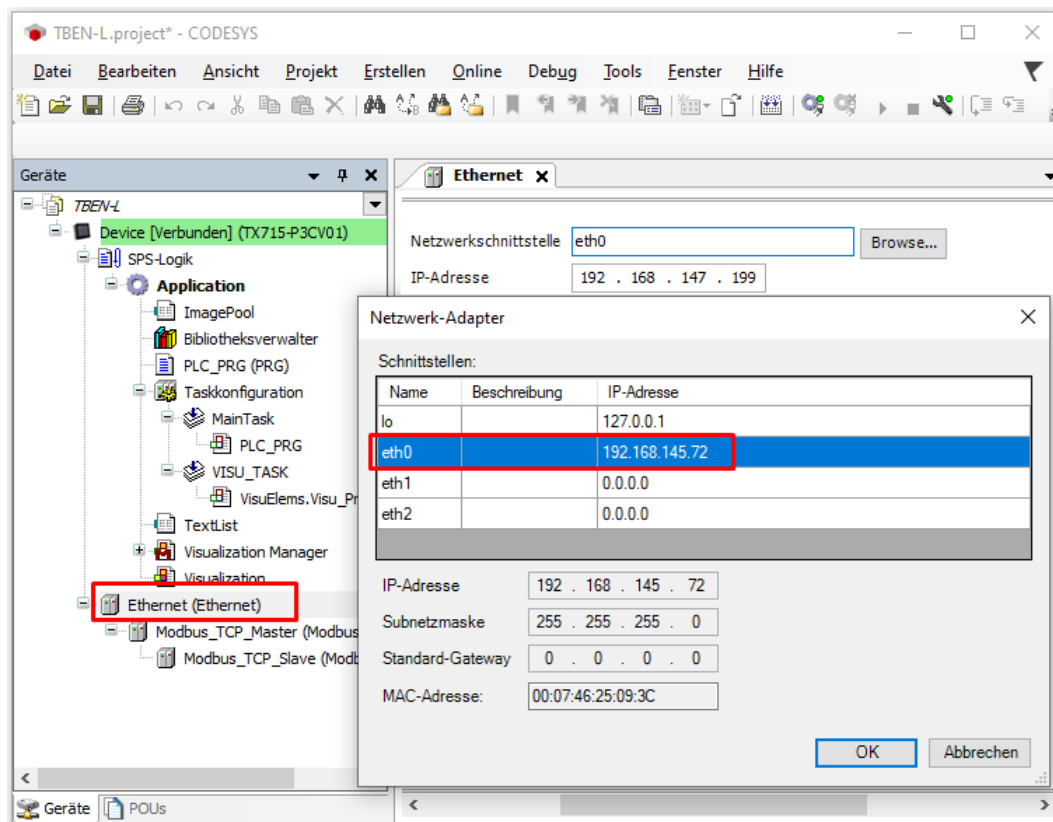 TBEN-L.project* - CODESYS
Datei Bearbeiten Ansicht Projekt Erstellen Online Debug Tools Fenster Hilfe
Geräte
TBEN-L
Device [Verbunden] (TX715-P3CV01)
SPS-Logik
Application
ImagePool
Bibliotheksverwalter
PLC_PRG (PRG)
Taskkonfiguration
MainTask
PLC_PRG
VISU_TASK
VisuElems.Visu_Pr
TextList
Visualization Manager
Visualization
Ethernet (Ethernet)
Modbus_TCP_Master (Modbus
Modbus_TCP_Slave (Modb
Geräte POUs
Ethernet
Netzwerkschnittstelle eth0 Browse...
IP-Adresse 192 . 168 . 147 . 199
Netzwerk-Adapter
Schnittstellen:
Name Beschreibung IP-Adresse
lo 127.0.0.1
eth0 192.168.145.72
eth1 0.0.0.0
eth2 0.0.0.0
IP-Adresse 192 . 168 . 145 . 72
Subnetzmaske 255 . 255 . 255 . 0
Standard-Gateway 0 . 0 . 0 . 0
MAC-Adresse: 00:07:46:25:09:3C
OK Abbrechen